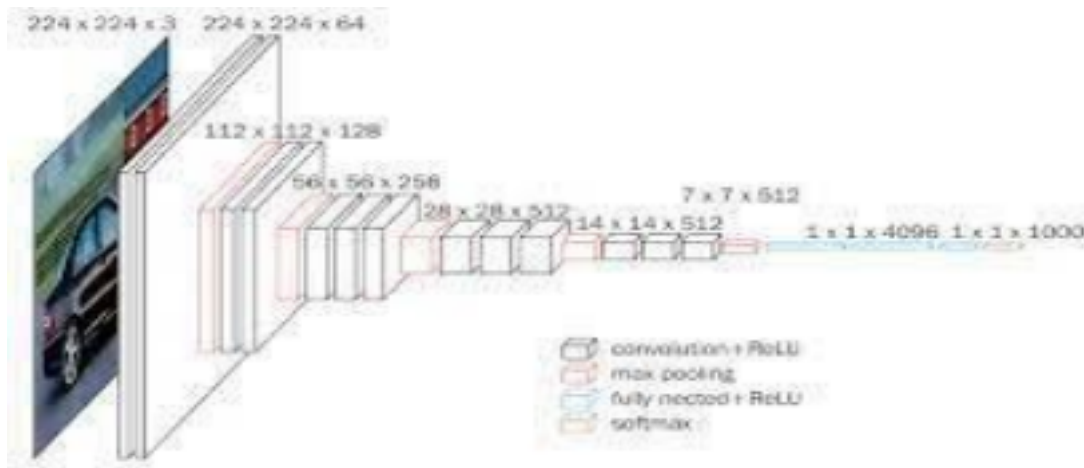 224 x 224 x 3
224 x 224 x 64
112 x 112 x 128
56 x 56 x 256
28 x 28 x 512
14 x 14 x 512
7 x 7 x 512
1 x 1 x 4096
1 x 1 x 1000
convolution+ReLU
max pooling
fully nected+ReLU
softmax